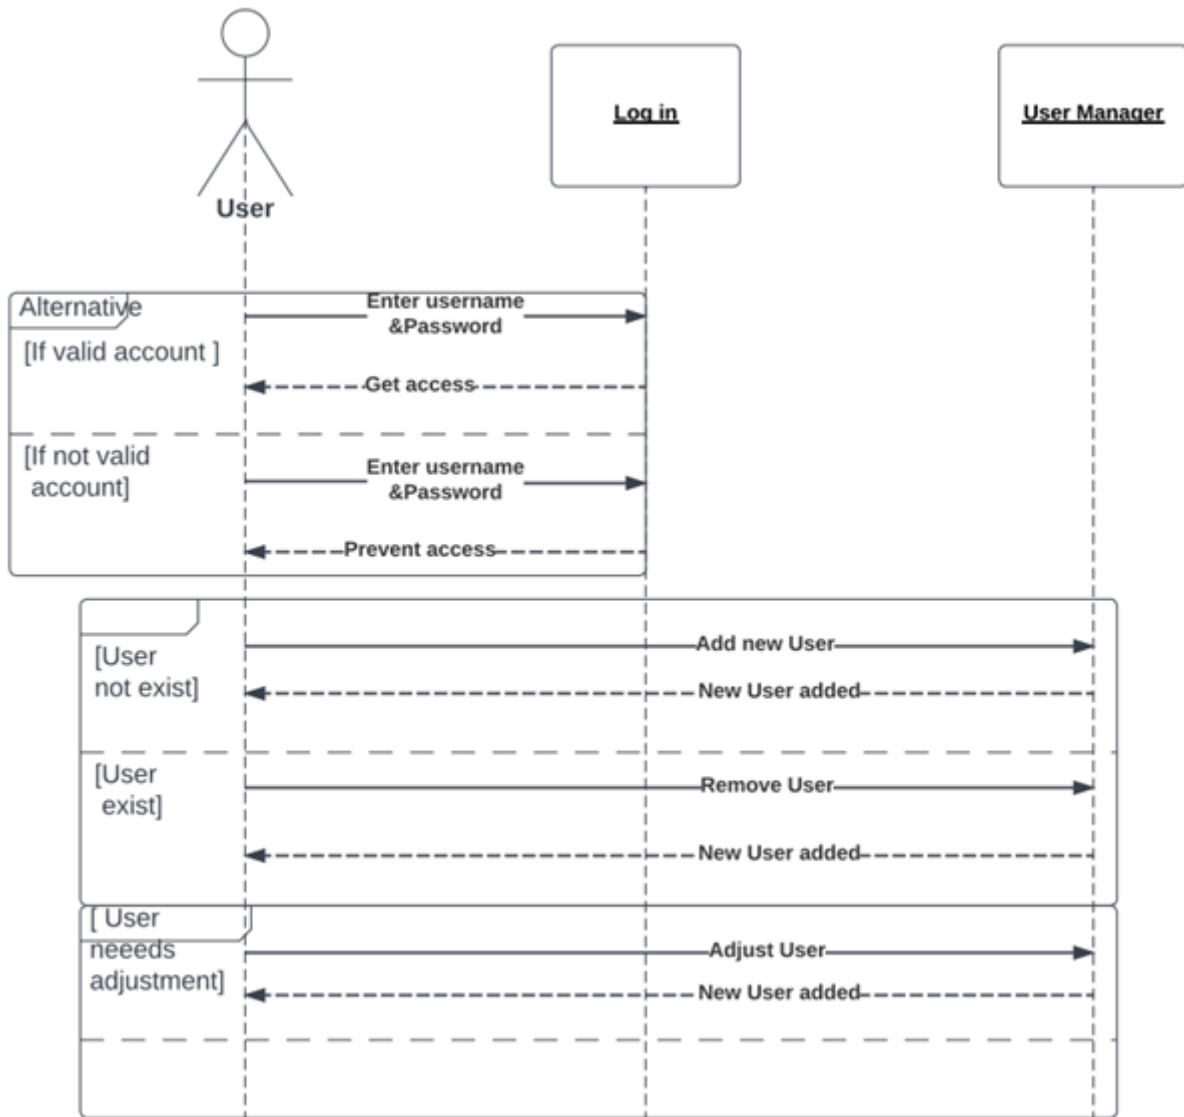 Log in
User Manager
User
Alternative
Enter username
&Password
[If valid account ]
Get access
[If not valid
account]
Enter username
&Password
Prevent access
Add new User
[User
not exist]
New User added
[User
exist]
Remove User
New User added
[ User
neeeds
adjustment]
Adjust User
New User added